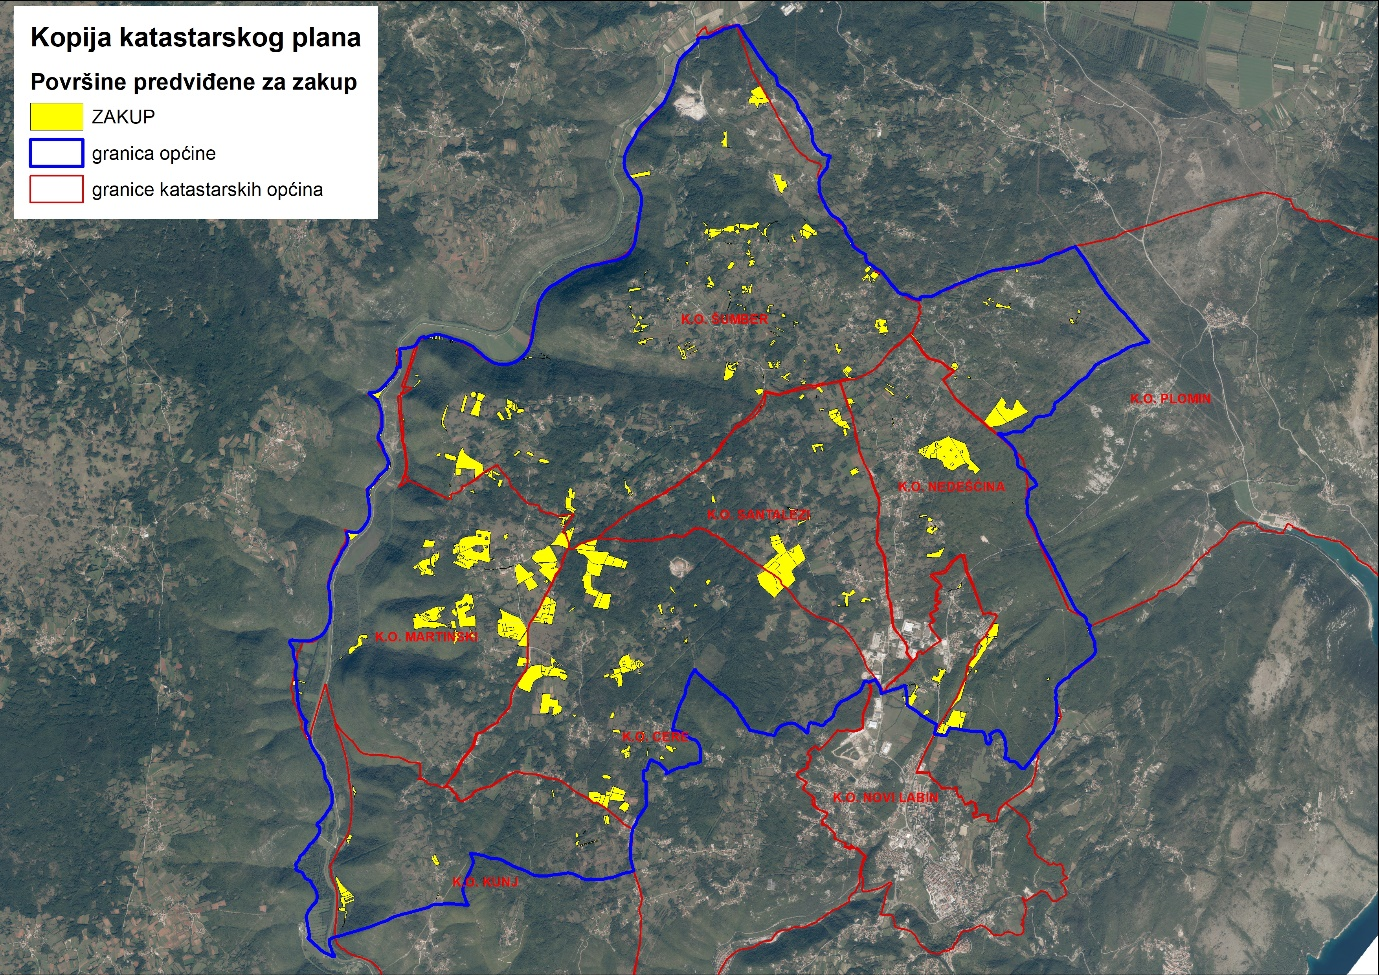 Kopija katastarskog plana
Površine predviđene za zakup
ZAKUP
granica općine
granice katastarskih općina
K.O. ŠUMBER
K.O. PLOMIN
K.O. NEDEŠĆINA
K.O. SANTALEZI
K.O. MARTINSKI
K.O. CERE
K.O. NOVI LABIN
K.O. KUNJ